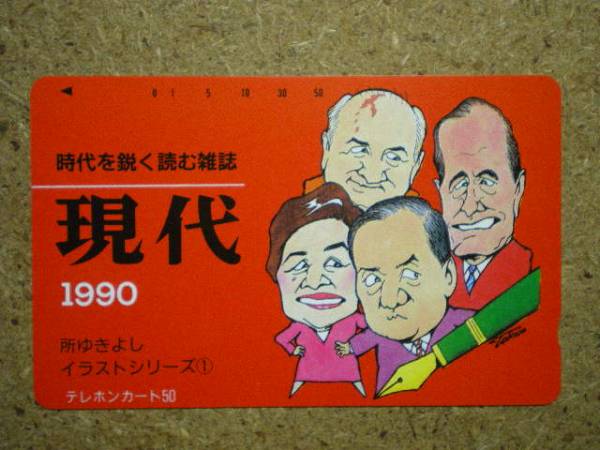 0 1 5 10 30 50
時代を鋭く読む雑誌
現代
1990
所ゆきよし
イラストシリーズ①
テレホンカード50